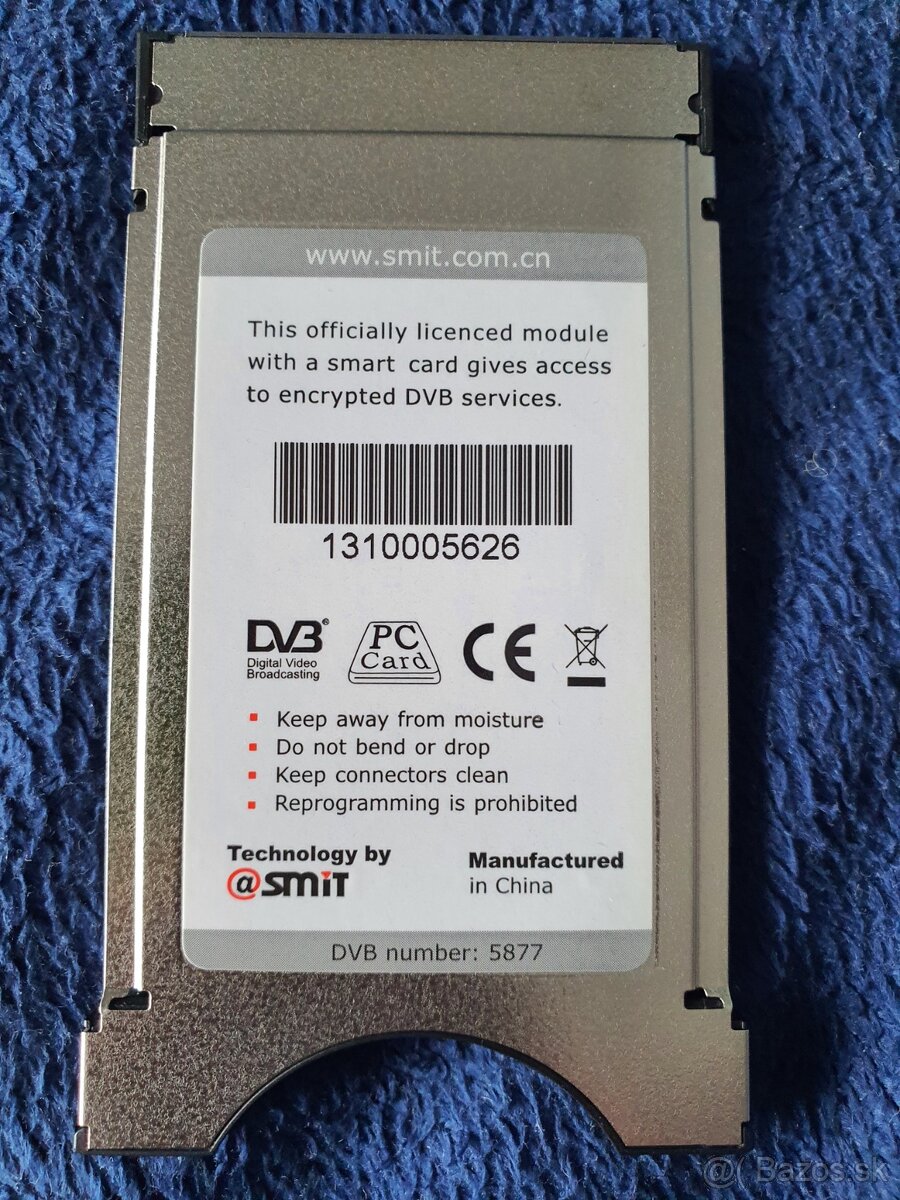 www.smit.com.cn
This officially licenced module
with a smart card gives access
to encrypted DVB services.
1310005626
DVB®
Digital Video
Broadcasting
PC
Card
CE
Keep away from moisture
Do not bend or drop
Keep connectors clean
Reprogramming is prohibited
Technology by
@SMiT
Manufactured
in China
DVB number: 5877
Bazos.sk